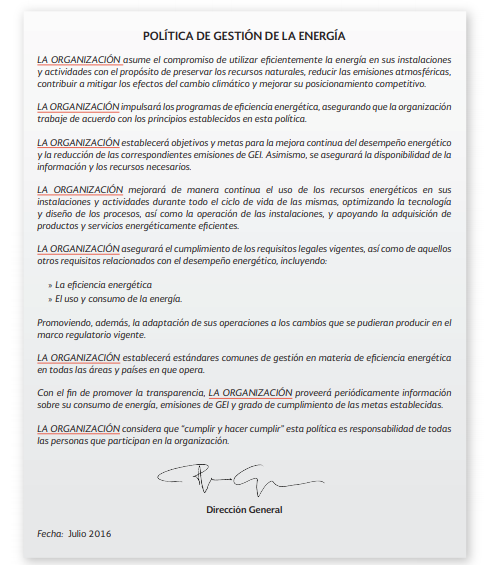 POLÍTICA DE GESTIÓN DE LA ENERGÍA
LA ORGANIZACIÓN asume el compromiso de utilizar eficientemente la energía en sus instalaciones
y actividades con el propósito de preservar los recursos naturales, reducir las emisiones atmosféricas,
contribuir a mitigar los efectos del cambio climático y mejorar su posicionamiento competitivo.
LA ORGANIZACIÓN impulsará los programas de eficiencia energética, asegurando que la organización
trabaje de acuerdo con los principios establecidos en esta política.
LA ORGANIZACIÓN establecerá objetivos y metas para la mejora continua del desempeño energético
y la reducción de las correspondientes emisiones de GEI. Asimismo, se asegurará la disponibilidad de la
información y los recursos necesarios.
LA ORGANIZACIÓN mejorará de manera continua el uso de los recursos energéticos en sus
instalaciones y actividades durante todo el ciclo de vida de las mismas, optimizando la tecnología
y diseño de los procesos, así como la operación de las instalaciones, y apoyando la adquisición de
productos y servicios energéticamente eficientes.
LA ORGANIZACIÓN asegurará el cumplimiento de los requisitos legales vigentes, así como de aquellos
otros requisitos relacionados con el desempeño energético, incluyendo:
» La eficiencia energética
» El uso y consumo de la energía.
Promoviendo, además, la adaptación de sus operaciones a los cambios que se pudieran producir en el
marco regulatorio vigente.
LA ORGANIZACIÓN establecerá estándares comunes de gestión en materia de eficiencia energética
en todas las áreas y países en que opera.
Con el fin de promover la transparencia, LA ORGANIZACIÓN proveerá periódicamente información
sobre su consumo de energía, emisiones de GEI y grado de cumplimiento de las metas establecidas.
LA ORGANIZACIÓN considera que "cumplir y hacer cumplir" esta política es responsabilidad de todas
las personas que participan en la organización.
Dirección General
Fecha: Julio 2016